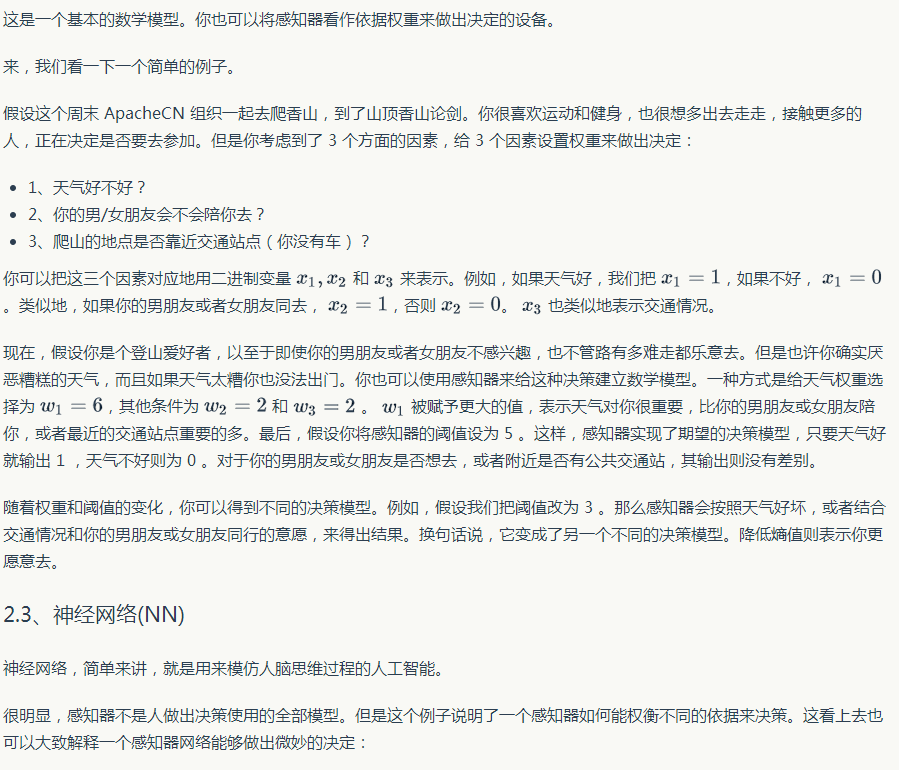 这是一个基本的数学模型。你也可以将感知器看作依据权重来做出决定的设备。
来，我们看一下一个简单的例子。
假设这个周末 ApacheCN 组织一起去爬香山，到了山顶香山论剑。你很喜欢运动和健身，也很想多出去走走，接触更多的
人，正在决定是否要去参加。但是你考虑到了 3 个方面的因素，给 3 个因素设置权重来做出决定：
• 1、天气好不好？
• 2、你的男/女朋友会不会陪你去？
• 3、爬山的地点是否靠近交通站点（你没有车）？
你可以把这三个因素对应地用二进制变量 x₁, x₂ 和 x₃ 来表示。例如，如果天气好，我们把 x₁ = 1，如果不好， x₁ = 0
。类似地，如果你的男朋友或者女朋友同去， x₂ = 1，否则 x₂ = 0。 x₃ 也类似地表示交通情况。
现在，假设你是个登山爱好者，以至于即使你的男朋友或者女朋友不感兴趣，也不管路有多难走都乐意去。但是也许你确实厌
恶糟糕的天气，而且如果天气太糟你也没法出门。你也可以使用感知器来给这种决策建立数学模型。一种方式是给天气权重选
择为 w₁ = 6，其他条件为 w₂ = 2 和 w₃ = 2 。 w₁ 被赋予更大的值，表示天气对你很重要，比你的男朋友或女朋友陪
你，或者最近的交通站点重要的多。最后，假设你将感知器的阈值设为 5 。这样，感知器实现了期望的决策模型，只要天气好
就输出 1 ，天气不好则为 0 。对于你的男朋友或女朋友是否想去，或者附近是否有公共交通站，其输出则没有差别。
随着权重和阈值的变化，你可以得到不同的决策模型。例如，假设我们把阈值改为 3 。那么感知器会按照天气好坏，或者结合
交通情况和你的男朋友或女朋友同行的意愿，来得出结果。换句话说，它变成了另一个不同的决策模型。降低熵值则表示你更
愿意去。
2.3、神经网络(NN)
神经网络，简单来讲，就是用来模仿人脑思维过程的人工智能。
很明显，感知器不是人做出决策使用的全部模型。但是这个例子说明了一个感知器如何能权衡不同的依据来决策。这看上去也
可以大致解释一个感知器网络能够做出微妙的决定：